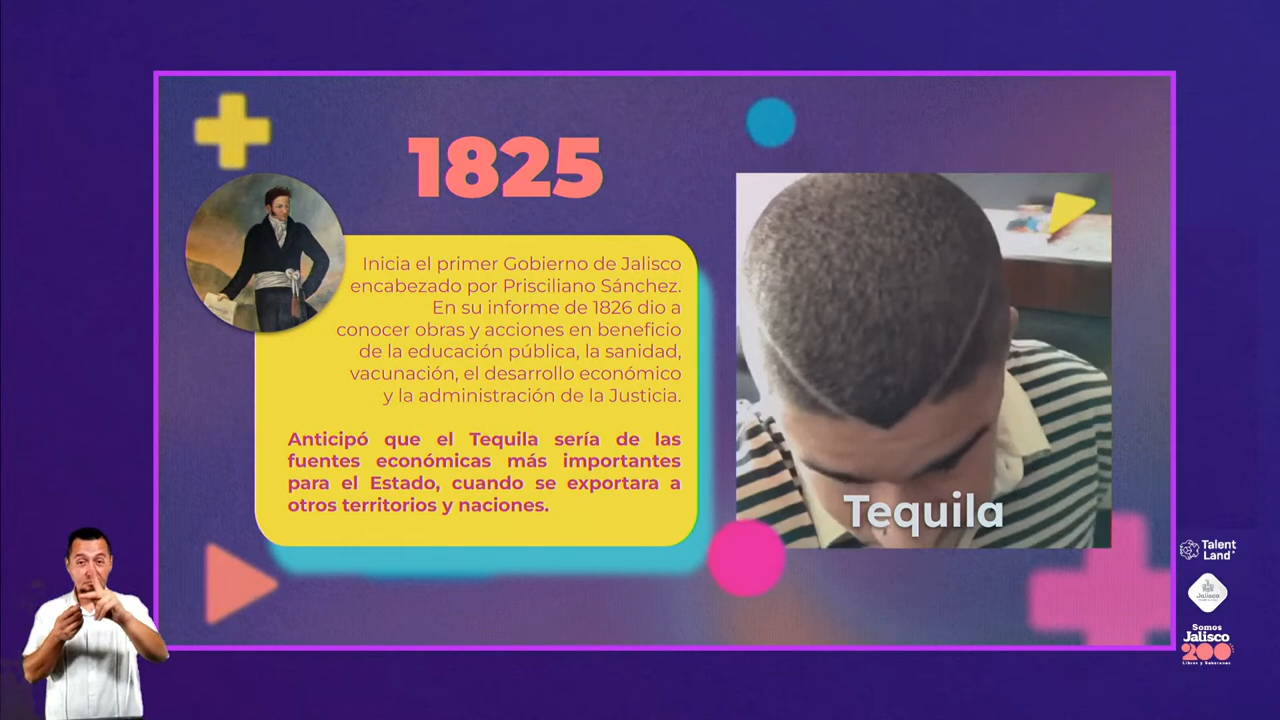 1825
Inicia el primer Gobierno de Jalisco
encabezado por Prisciliano Sánchez.
En su informe de 1826 dio a
conocer obras y acciones en beneficio
de la educación pública, la sanidad,
vacunación, el desarrollo económico
y la administración de la Justicia.
Anticipó que el Tequila sería de las
fuentes económicas más importantes
para el Estado, cuando se exportara a
otros territorios y naciones.
Tequila
Talent
Land
Jalisco
Somos
Jalisco
200
Libres y Soberanos